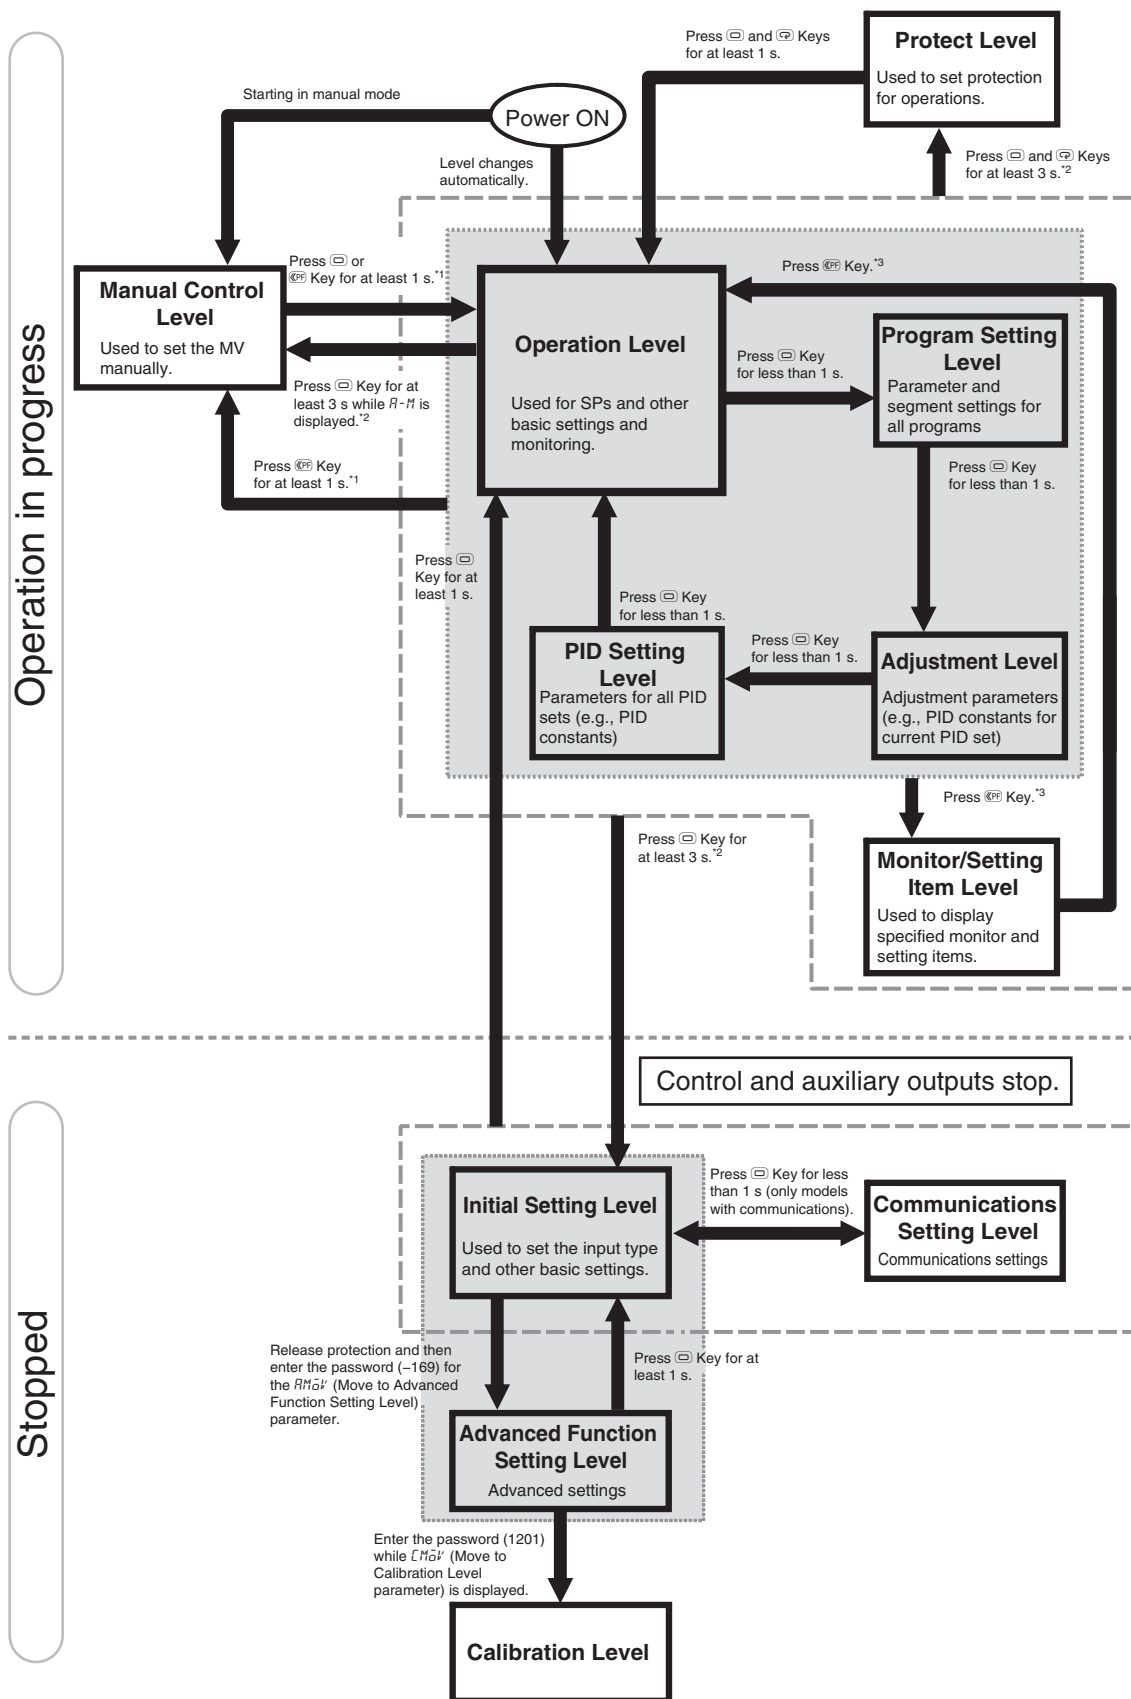 Operation in progress
Press and Keys
for at least 1 s.
Protect Level
Used to set protection
for operations.
Starting in manual mode
Power ON
Level changes
automatically.
Press and Keys
for at least 3 s.*2
Press or
PF Key for at least 1 s.*1
Press PF Key.*3
Manual Control
Level
Used to set the MV
manually.
Operation Level
Used for SPs and other
basic settings and
monitoring.
Press Key
for less than 1 s.
Program Setting
Level
Parameter and
segment settings for
all programs
Press Key for at
least 3 s while A-M is
displayed.*2
Press PF Key
for at least 1 s.*1
Press Key
for less than 1 s.
Press
Key for at
least 1 s.
Press Key
for less than 1 s.
Press Key
for less than 1 s.
PID Setting
Level
Parameters for all PID
sets (e.g., PID
constants)
Adjustment Level
Adjustment parameters
(e.g., PID constants for
current PID set)
Press PF Key.*3
Press Key for
at least 3 s.*2
Monitor/Setting
Item Level
Used to display
specified monitor and
setting items.
Control and auxiliary outputs stop.
Stopped
Initial Setting Level
Used to set the input type
and other basic settings.
Press Key for less
than 1 s (only models
with communications).
Communications
Setting Level
Communications settings
Release protection and then
enter the password (–169) for
the AMoV (Move to Advanced
Function Setting Level)
parameter.
Press Key for at
least 1 s.
Advanced Function
Setting Level
Advanced settings
Enter the password (1201)
while CMoV (Move to
Calibration Level
parameter) is displayed.
Calibration Level